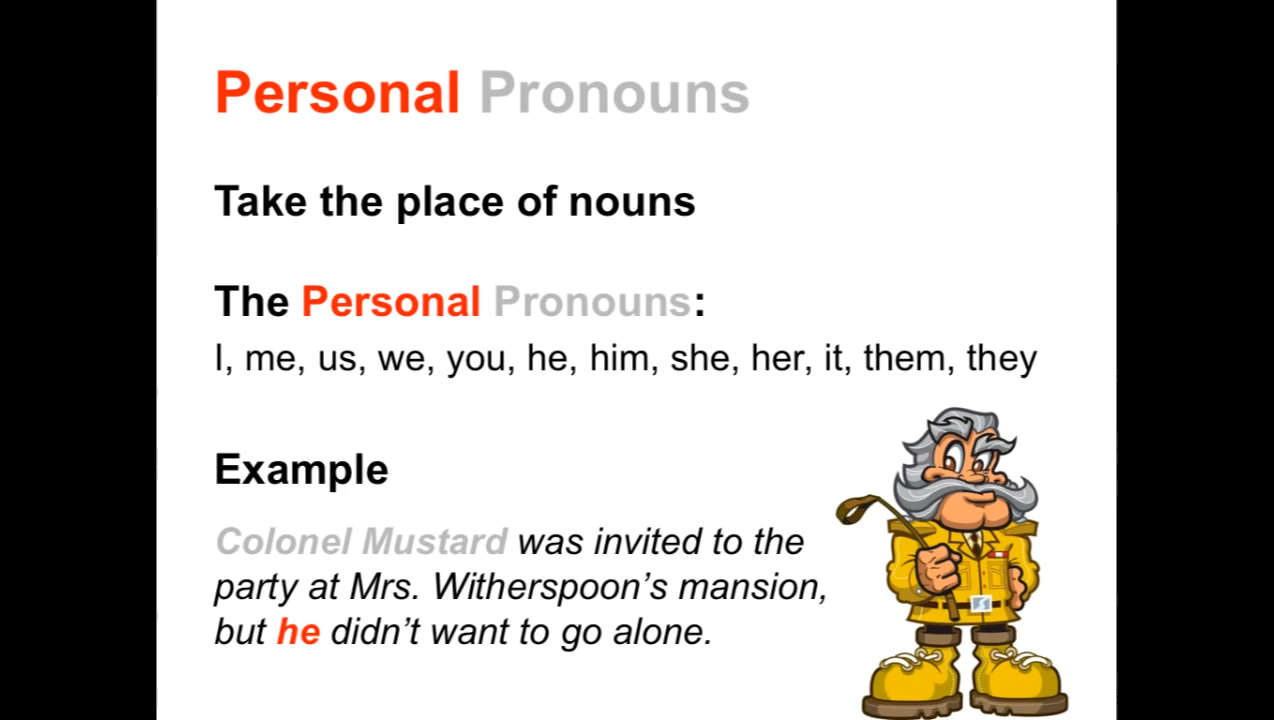 Personal Pronouns
Take the place of nouns
The Personal Pronouns:
I, me, us, we, you, he, him, she, her, it, them, they
Example
Colonel Mustard was invited to the
party at Mrs. Witherspoon’s mansion,
but he didn’t want to go alone.